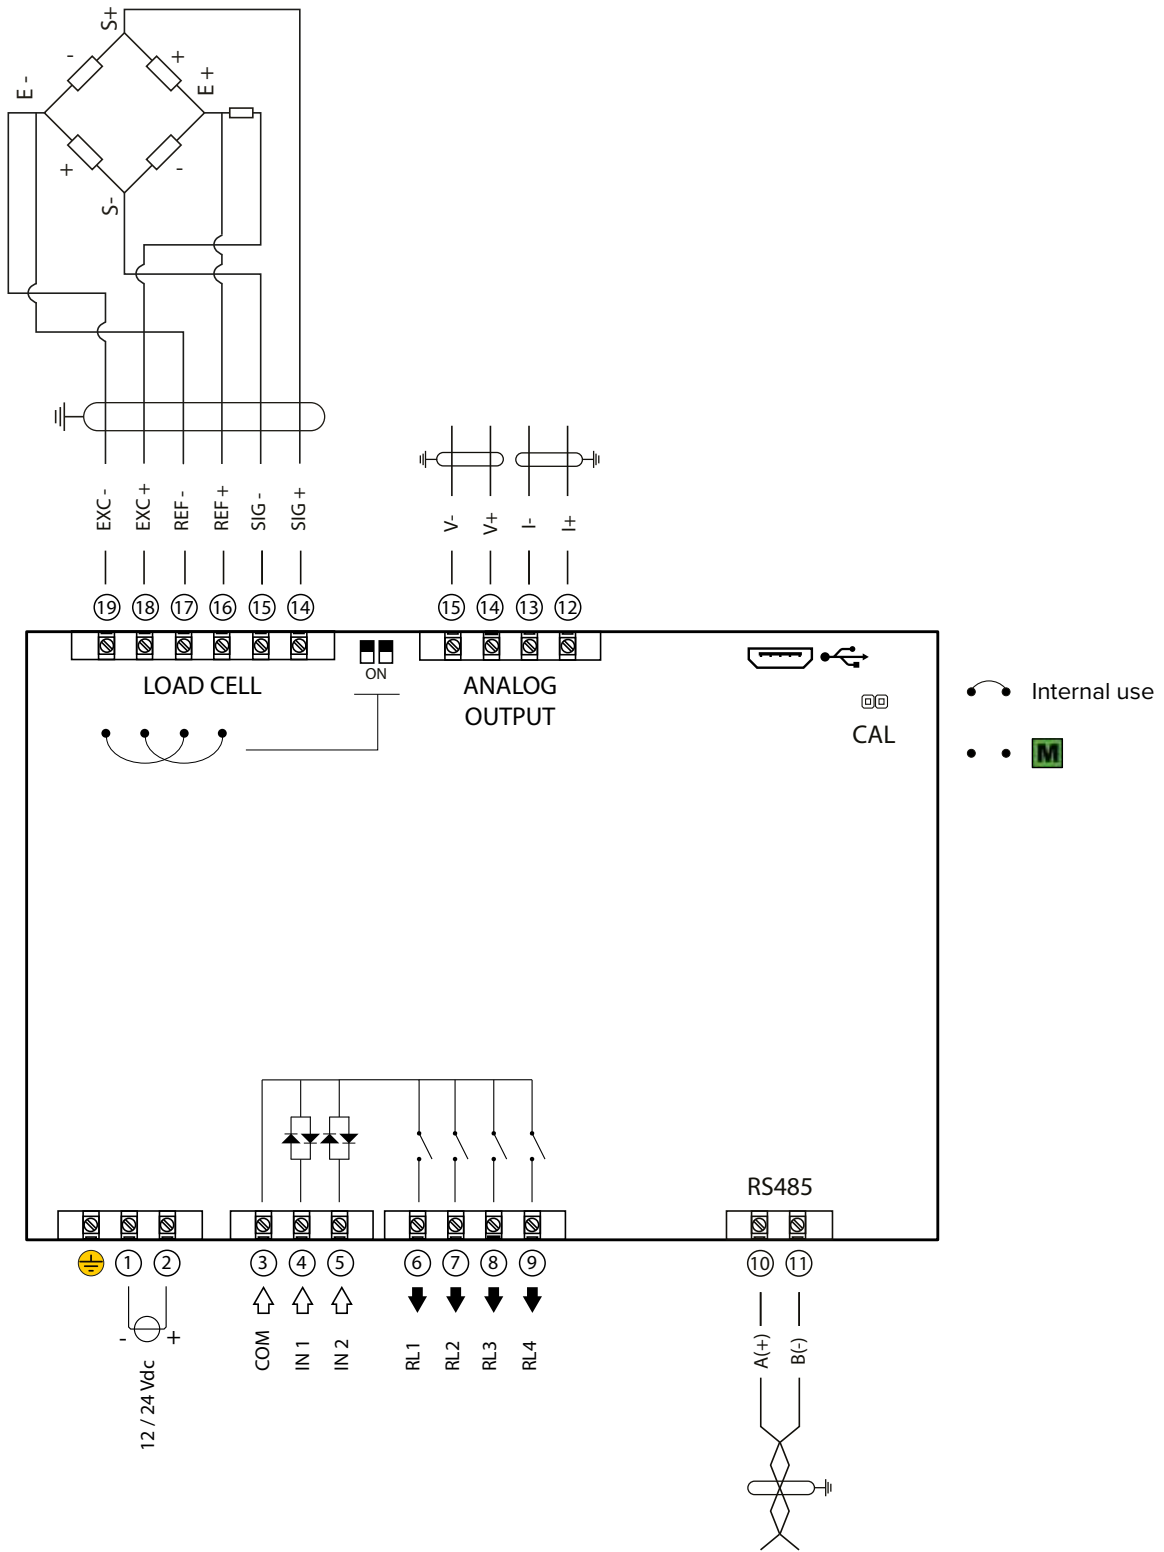 S+
-
+
E -
E +
+
-
S-
EXC -
EXC +
REF -
REF +
SIG -
SIG +
V-
V+
I-
I+
19
18
17
16
15
14
15
14
13
12
ON
LOAD CELL
ANALOG
OUTPUT
CAL
Internal use
M
RS485
1
2
3
4
5
6
7
8
9
10
11
-
+
12 / 24 Vdc
COM
IN 1
IN 2
RL1
RL2
RL3
RL4
A(+)
B(-)